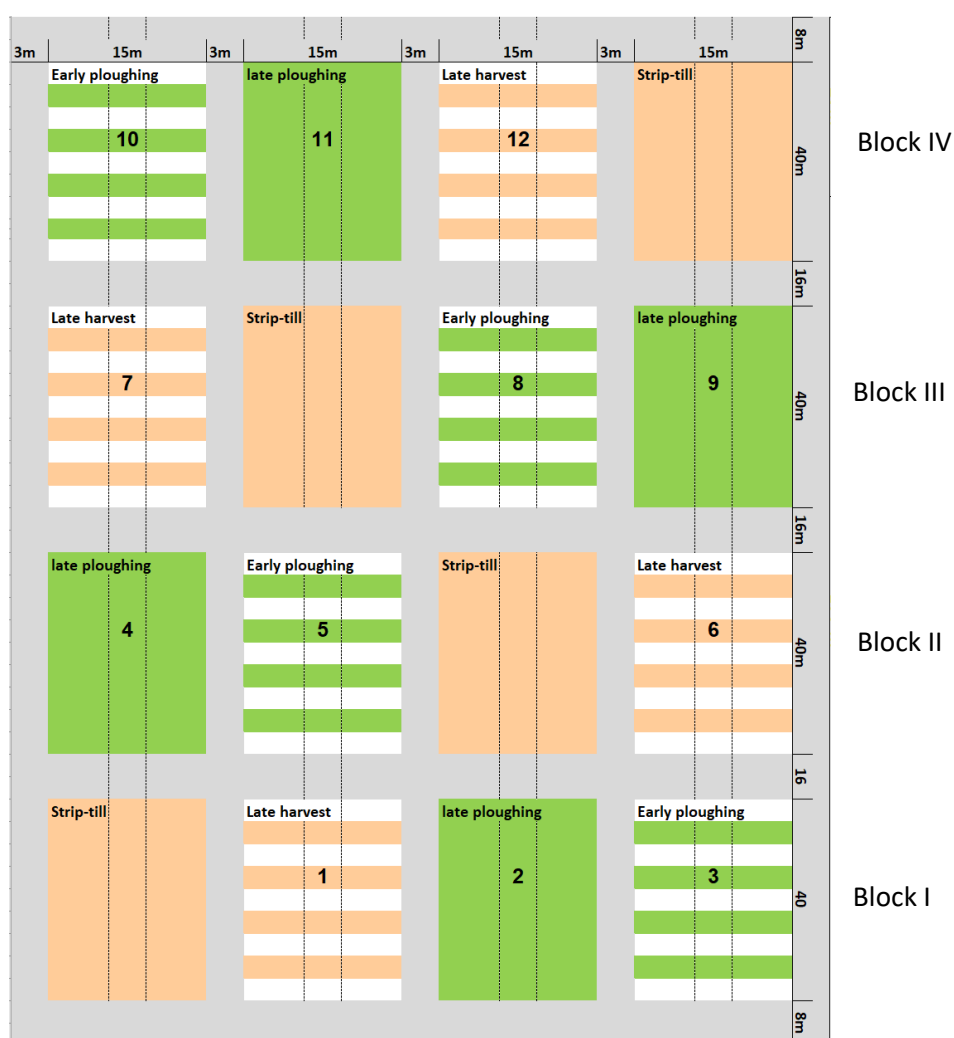 8m
3m 15m 3m 15m 3m 15m 3m 15m
Early ploughing late ploughing Late harvest Strip-till
10 11 12 40m Block IV
16m
Late harvest Strip-till Early ploughing late ploughing
7 8 9 40m Block III
16m
late ploughing Early ploughing Strip-till Late harvest
4 5 6 40m Block II
16
Strip-till Late harvest late ploughing Early ploughing
1 2 3 40 Block I
8m